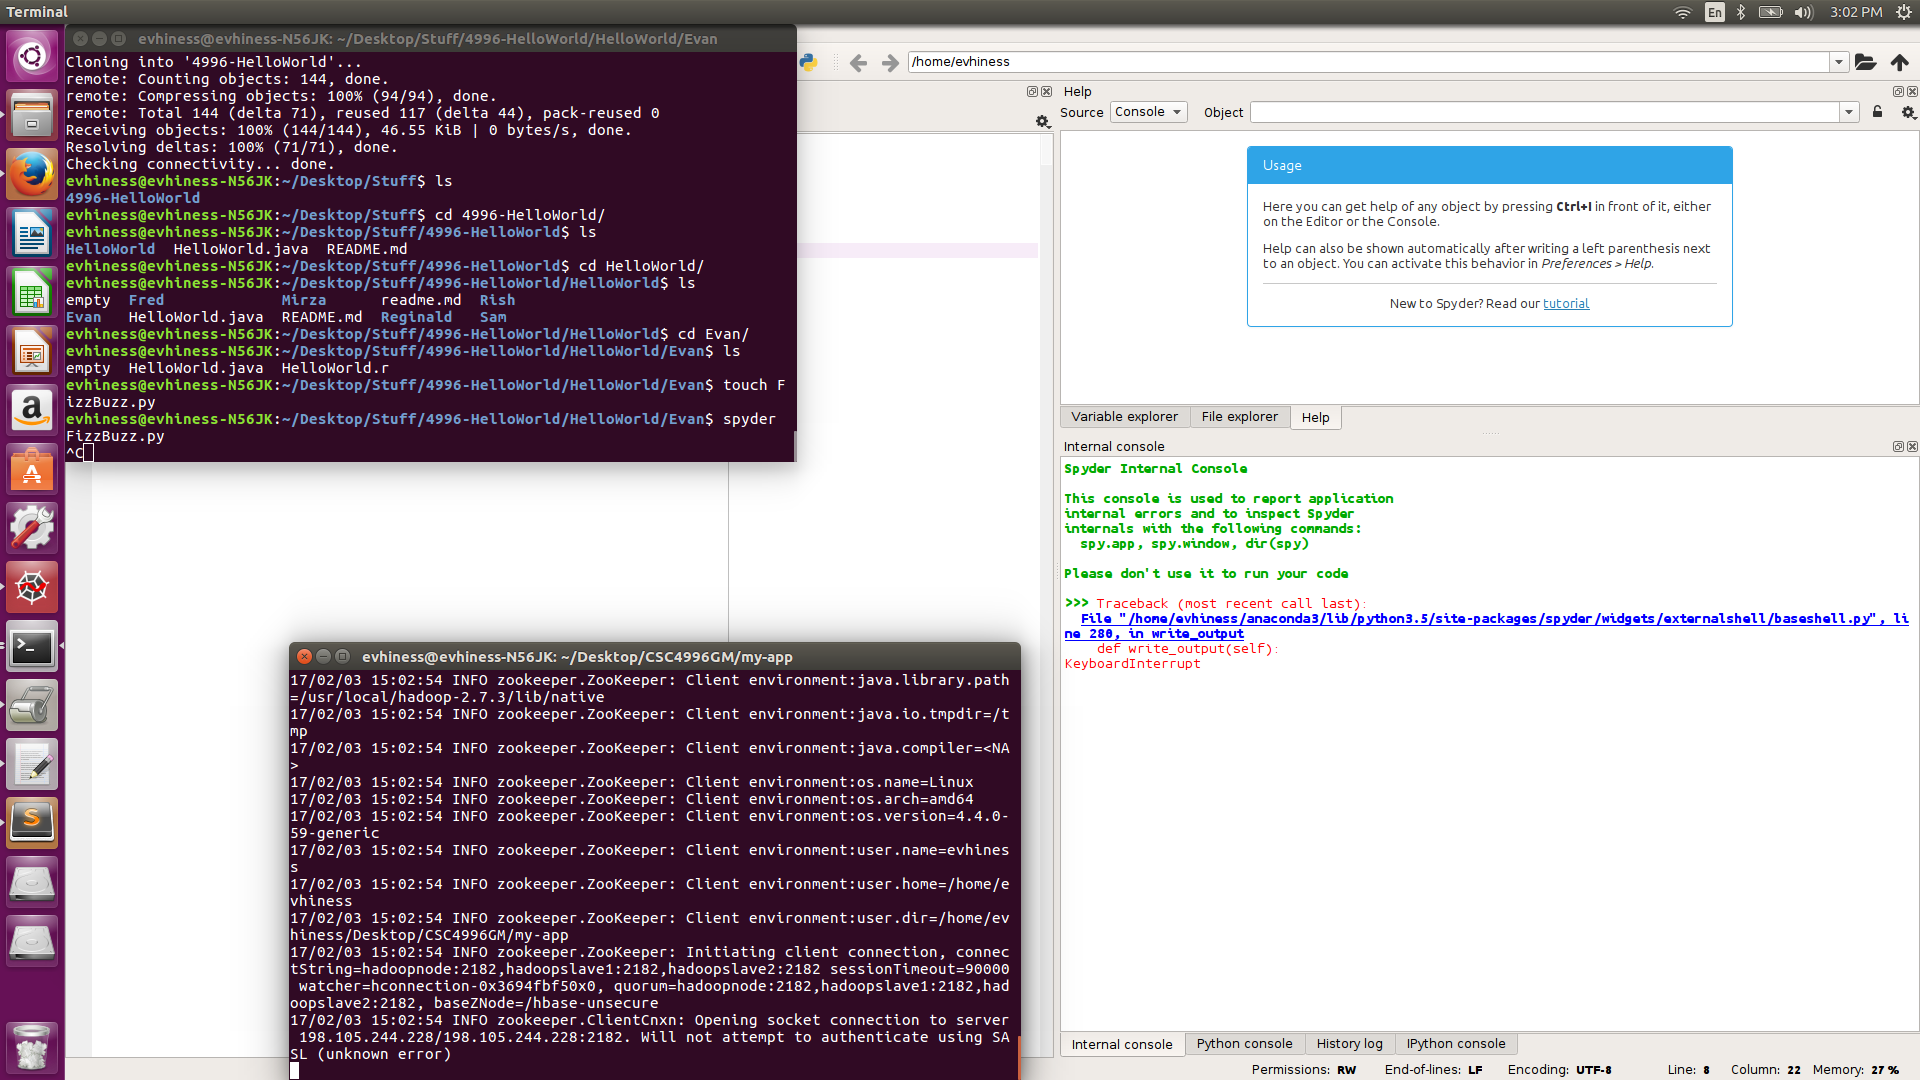 Terminal
En
3:02 PM
evhiness@evhiness-N56JK: ~/Desktop/Stuff/4996-HelloWorld/HelloWorld/Evan
Cloning into '4996-HelloWorld'...
remote: Counting objects: 144, done.
remote: Compressing objects: 100% (94/94), done.
remote: Total 144 (delta 71), reused 117 (delta 44), pack-reused 0
Receiving objects: 100% (144/144), 46.55 KiB | 0 bytes/s, done.
Resolving deltas: 100% (71/71), done.
Checking connectivity... done.
evhiness@evhiness-N56JK:~/Desktop/Stuff$ ls
4996-HelloWorld
evhiness@evhiness-N56JK:~/Desktop/Stuff$ cd 4996-HelloWorld/
evhiness@evhiness-N56JK:~/Desktop/Stuff/4996-HelloWorld$ ls
HelloWorld  HelloWorld.java  README.md
evhiness@evhiness-N56JK:~/Desktop/Stuff/4996-HelloWorld$ cd HelloWorld/
evhiness@evhiness-N56JK:~/Desktop/Stuff/4996-HelloWorld/HelloWorld$ ls
empty  Fred             Mirza      readme.md  Rish
Evan   HelloWorld.java  README.md  Reginald   Sam
evhiness@evhiness-N56JK:~/Desktop/Stuff/4996-HelloWorld/HelloWorld$ cd Evan/
evhiness@evhiness-N56JK:~/Desktop/Stuff/4996-HelloWorld/HelloWorld/Evan$ ls
empty  HelloWorld.java  HelloWorld.r
evhiness@evhiness-N56JK:~/Desktop/Stuff/4996-HelloWorld/HelloWorld/Evan$ touch F
izzBuzz.py
evhiness@evhiness-N56JK:~/Desktop/Stuff/4996-HelloWorld/HelloWorld/Evan$ spyder
FizzBuzz.py
^C
/home/evhiness
Help
Source Console Object
Usage
Here you can get help of any object by pressing Ctrl+I in front of it, either
on the Editor or the Console.
Help can also be shown automatically after writing a left parenthesis next
to an object. You can activate this behavior in Preferences > Help.
New to Spyder? Read our tutorial
Variable explorer File explorer Help
Internal console
Spyder Internal Console
This console is used to report application
internal errors and to inspect Spyder
internals with the following commands:
  spy.app, spy.window, dir(spy)
Please don't use it to run your code
>>> Traceback (most recent call last):
  File "/home/evhiness/anaconda3/lib/python3.5/site-packages/spyder/widgets/externalshell/baseshell.py", li
ne 280, in write_output
    def write_output(self):
KeyboardInterrupt
evhiness@evhiness-N56JK: ~/Desktop/CSC4996GM/my-app
17/02/03 15:02:54 INFO zookeeper.ZooKeeper: Client environment:java.library.path
=/usr/local/hadoop-2.7.3/lib/native
17/02/03 15:02:54 INFO zookeeper.ZooKeeper: Client environment:java.io.tmpdir=/t
mp
17/02/03 15:02:54 INFO zookeeper.ZooKeeper: Client environment:java.compiler=<NA
>
17/02/03 15:02:54 INFO zookeeper.ZooKeeper: Client environment:os.name=Linux
17/02/03 15:02:54 INFO zookeeper.ZooKeeper: Client environment:os.arch=amd64
17/02/03 15:02:54 INFO zookeeper.ZooKeeper: Client environment:os.version=4.4.0-
59-generic
17/02/03 15:02:54 INFO zookeeper.ZooKeeper: Client environment:user.name=evhines
s
17/02/03 15:02:54 INFO zookeeper.ZooKeeper: Client environment:user.home=/home/e
vhiness
17/02/03 15:02:54 INFO zookeeper.ZooKeeper: Client environment:user.dir=/home/ev
hiness/Desktop/CSC4996GM/my-app
17/02/03 15:02:54 INFO zookeeper.ZooKeeper: Initiating client connection, connec
tString=hadoopnode:2182,hadoopslave1:2182,hadoopslave2:2182 sessionTimeout=90000
 watcher=hconnection-0x3694fbf50x0, quorum=hadoopnode:2182,hadoopslave1:2182,had
oopslave2:2182, baseZNode=/hbase-unsecure
17/02/03 15:02:54 INFO zookeeper.ClientCnxn: Opening socket connection to server
 198.105.244.228/198.105.244.228:2182. Will not attempt to authenticate using SA
SL (unknown error)
Internal console Python console History log IPython console
Permissions: RW End-of-lines: LF Encoding: UTF-8 Line: 8 Column: 22 Memory: 27 %